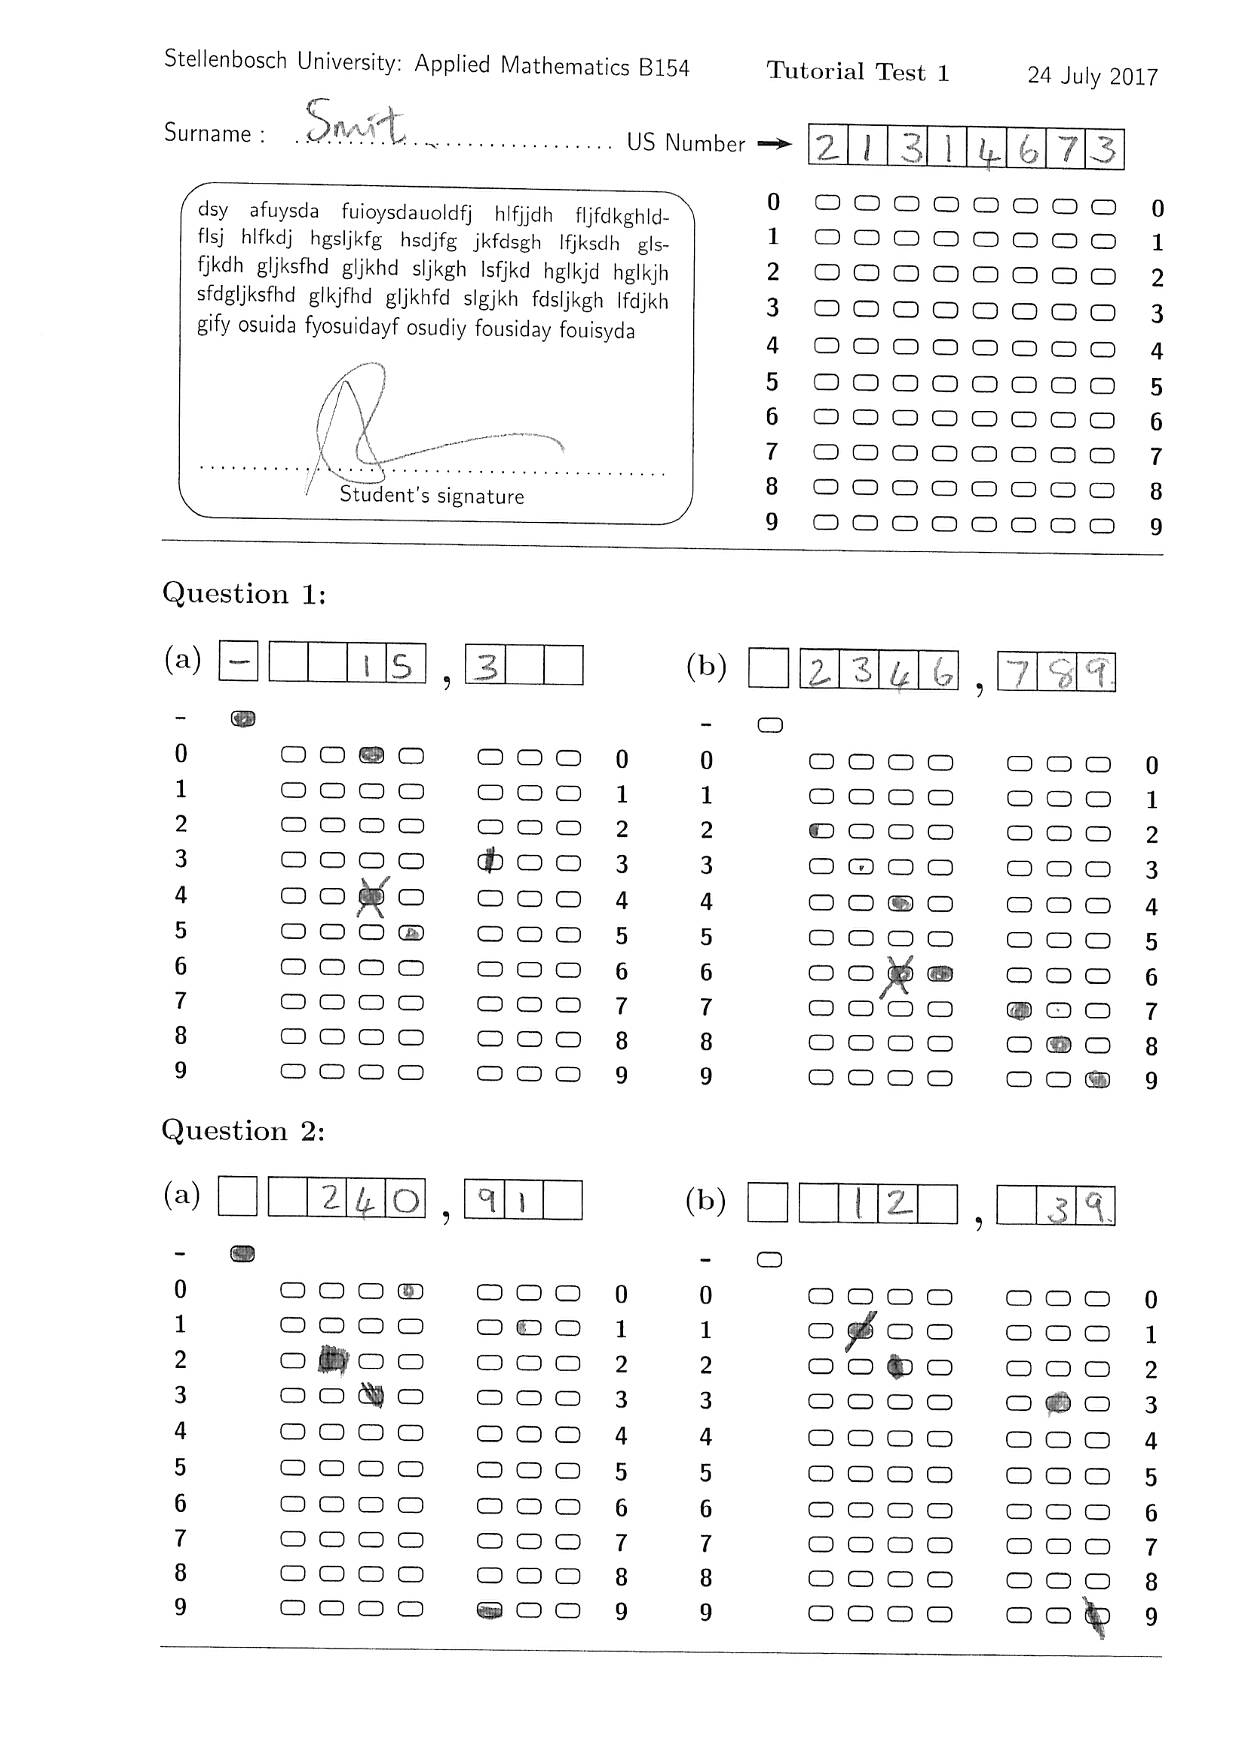 Stellenbosch University: Applied Mathematics B154 Tutorial Test 1 24 July 2017
Surname : Smit US Number → 2 1 3 1 4 6 7 3
dsy afuysda fuioysdauoldfj hlfjjdh fljfdkghld-
flsj hlfkdj hgsljkfg hsdjfg jkfdsgh lfjksdh gls-
fjkdh gljksfhd gljkhd sljkgh lsfjkd hglkjd hglkjh
sfdgljksfhd glkjfhd gljkhfd slgjkh fdsljkgh lfdjkh
gify osuida fyosuidayf osudiy fousiday fouisyda
Student's signature
0 0
1 1
2 2
3 3
4 4
5 5
6 6
7 7
8 8
9 9
Question 1:
(a) - 1 5 , 3 (b) 2 3 4 6 , 7 8 9
- -
0 0 0 0
1 1 1 1
2 2 2 2
3 3 3 3
4 4 4 4
5 5 5 5
6 6 6 6
7 7 7 7
8 8 8 8
9 9 9 9
Question 2:
(a) 2 4 0 , 9 1 (b) 1 2 , 3 9
- -
0 0 0 0
1 1 1 1
2 2 2 2
3 3 3 3
4 4 4 4
5 5 5 5
6 6 6 6
7 7 7 7
8 8 8 8
9 9 9 9